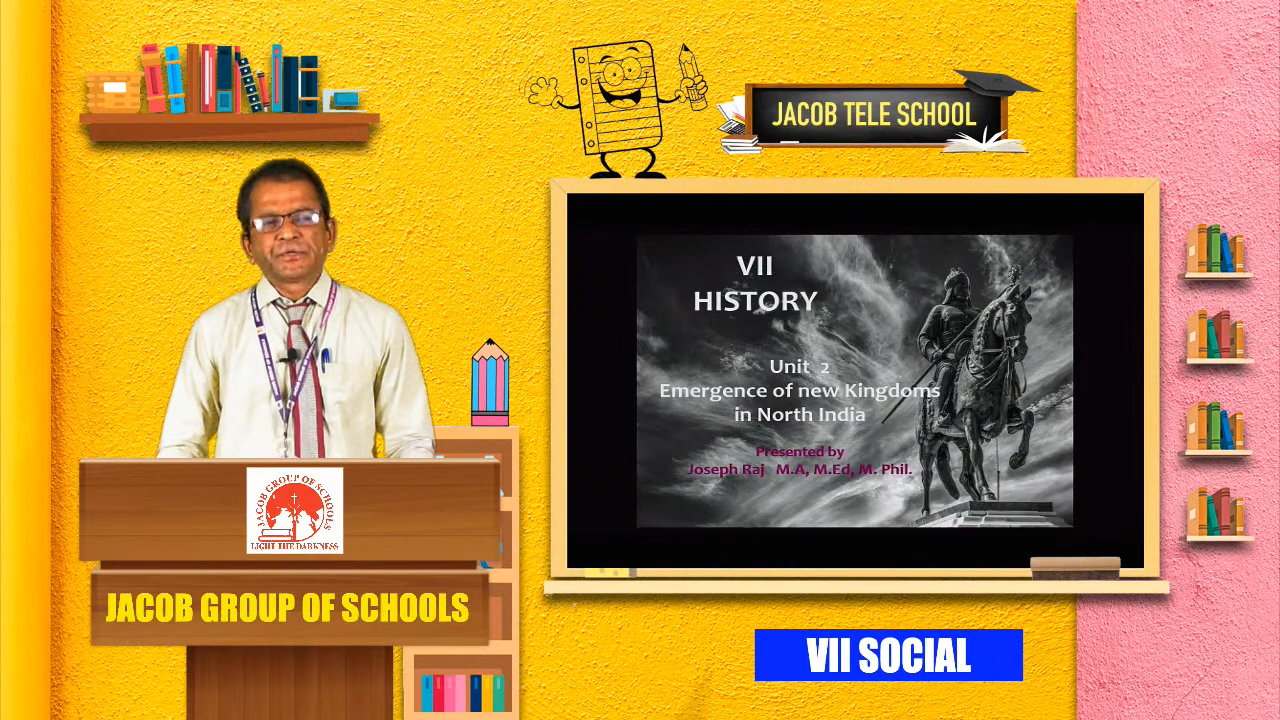 JACOB TELE SCHOOL
VII
HISTORY
Unit 2
Emergence of new Kingdoms
in North India
Presented by
Joseph Raj M.A, M.Ed, M. Phil.
JACOB GROUP OF SCHOOLS
LIGHT THE DARKNESS
JACOB GROUP OF SCHOOLS
VII SOCIAL